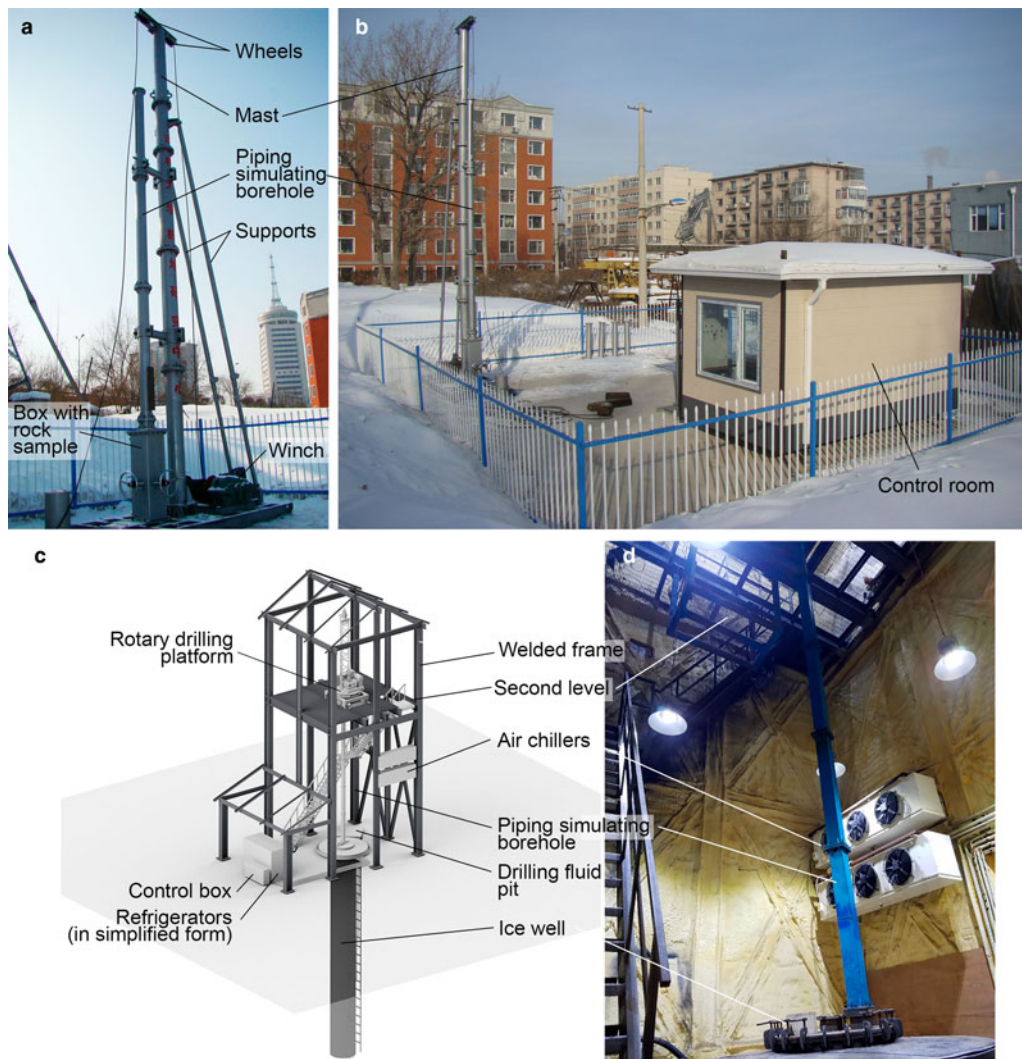 a
b
Wheels
Mast
Piping
simulating
borehole
Supports
Box with
rock
sample
Winch
Control room
c
d
Rotary drilling
platform
Welded frame
Second level
Air chillers
Piping simulating
borehole
Drilling fluid
pit
Control box
Refrigerators
(in simplified form)
Ice well